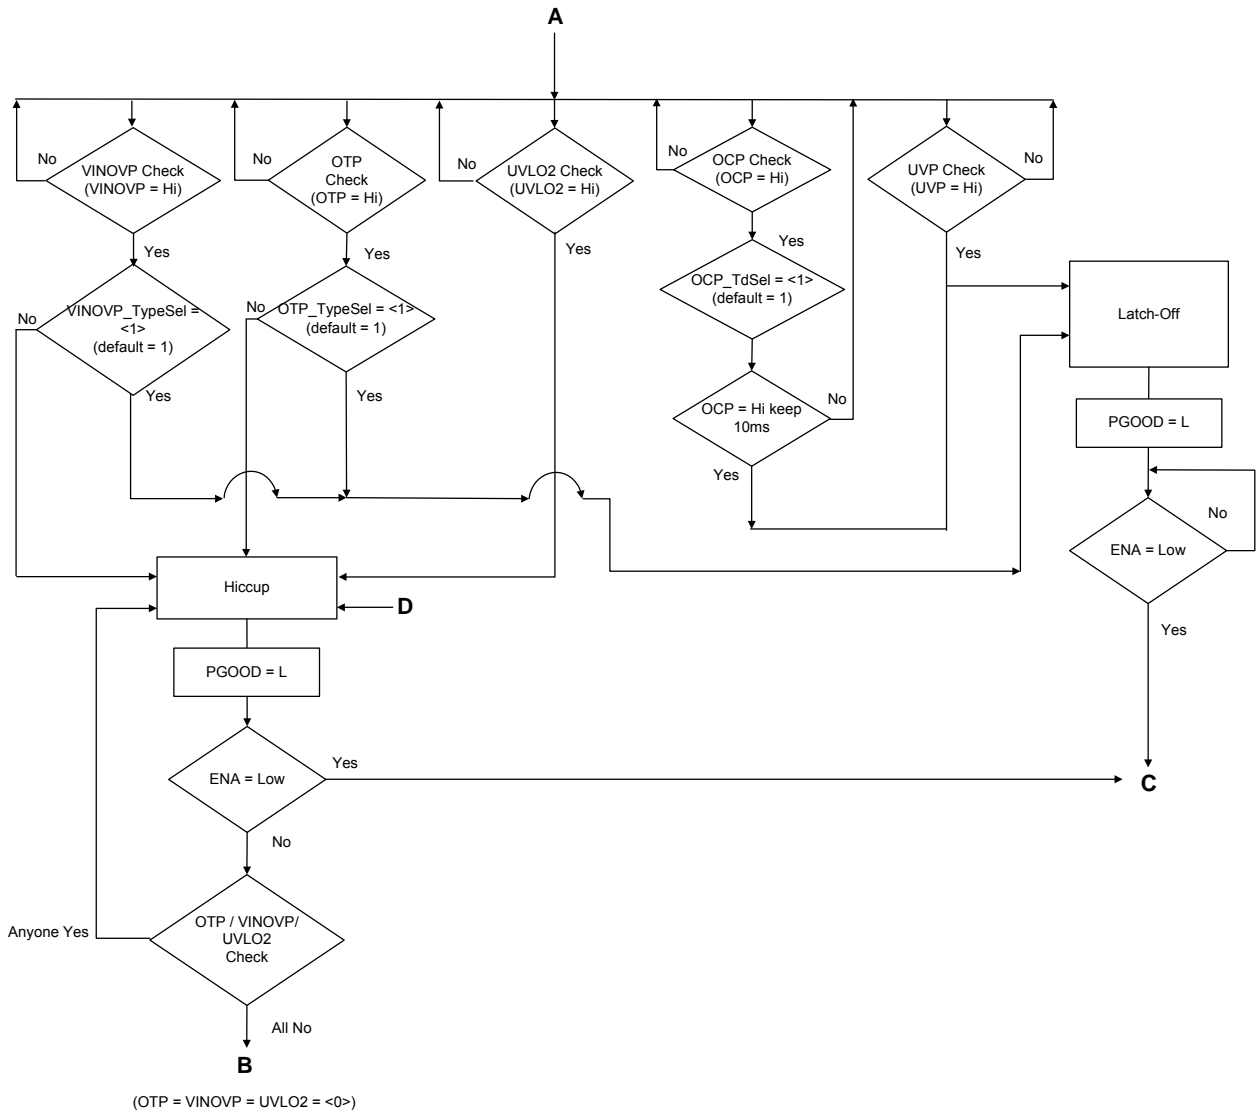 A
No
VINOVP Check
(VINOVP = Hi)
No
OTP
Check
(OTP = Hi)
No
UVLO2 Check
(UVLO2 = Hi)
No
OCP Check
(OCP = Hi)
UVP Check
(UVP = Hi)
No
Yes
Yes
Yes
Yes
Yes
No
VINOVP_TypeSel =
<1>
(default = 1)
No
OTP_TypeSel = <1>
(default = 1)
OCP_TdSel = <1>
(default = 1)
Latch-Off
Yes
Yes
OCP = Hi keep
10ms
No
Yes
PGOOD = L
No
ENA = Low
Yes
Hiccup
D
PGOOD = L
ENA = Low
Yes
C
No
OTP / VINOVP/
UVLO2
Check
Anyone Yes
All No
B
(OTP = VINOVP = UVLO2 = <0>)